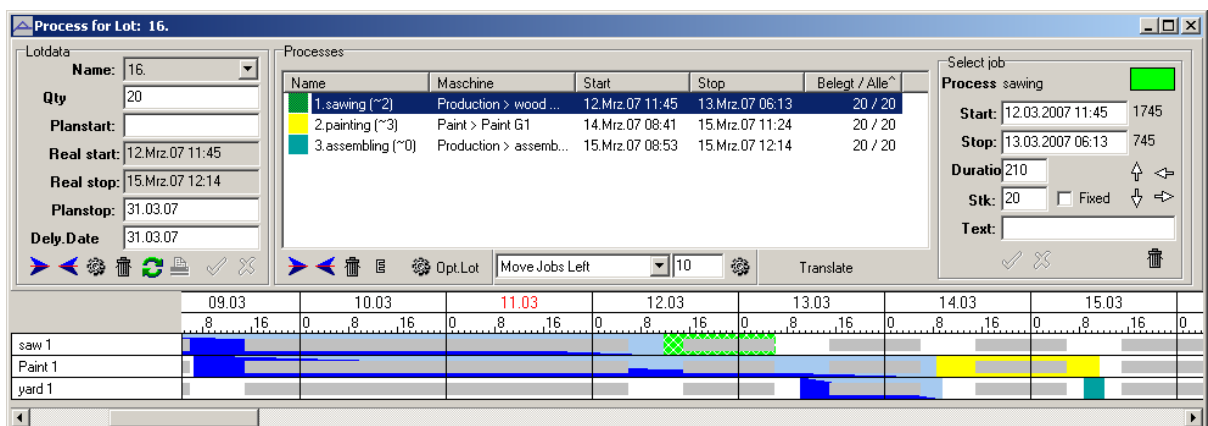 Process for Lot: 16.
Lotdata
Name: 16.
Qty 20
Planstart:
Real start: 12.Mrz.07 11:45
Real stop: 15.Mrz.07 12:14
Planstop: 31.03.07
Dely.Date 31.03.07
Processes
Name Maschine Start Stop Belegt / Alle^
1.sawing (~2) Production > wood ... 12.Mrz.07 11:45 13.Mrz.07 06:13 20 / 20
2.painting (~3) Paint > Paint G1 14.Mrz.07 08:41 15.Mrz.07 11:24 20 / 20
3.assembling (~0) Production > assemb... 15.Mrz.07 08:53 15.Mrz.07 12:14 20 / 20
E Opt.Lot Move Jobs Left 10 Translate
Select job
Process sawing
Start: 12.03.2007 11:45 1745
Stop: 13.03.2007 06:13 745
Duratio 210
Stk: 20 Fixed
Text:
09.03 10.03 11.03 12.03 13.03 14.03 15.03
8 16 0 8 16 0 8 16 0 8 16 0 8 16 0 8 16 0 8 16 0
saw 1
Paint 1
yard 1